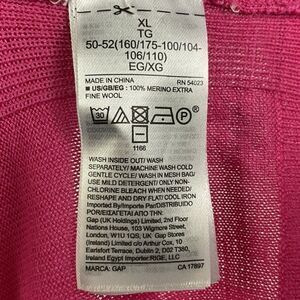 XL
TG
50-52(160/175-100/104-
106/110)
EG/XG
MADE IN CHINA RN 54023
■ US/GB/EG : 100% MERINO EXTRA
FINE WOOL
30
P
1166
WASH INSIDE OUT/ WASH
SEPARATELY/ MACHINE WASH COLD
GENTLE CYCLE/ WASH IN MESH BAG/
USE MILD DETERGENT/ ONLY NON-
CHLORINE BLEACH WHEN NEEDED/
RESHAPE AND DRY FLAT/ COOL IRON
Imported By/Importe Par/DISTRIBUIDO
POR/ΕΙΣΑΓΕΤΑΙ ΑΠΟ ΤΗΝ:
Gap (UK Holdings) Limited, 2nd Floor
Nations House, 103 Wigmore Street,
London, W1U 1QS, UK Gap Stores
(Ireland) Limited c/o Arthur Cox, 10
Earlsfort Terrace, Dublin 2, D02 T380,
Ireland Egypt Importer:RIGE, LLC
MARCA: GAP CA 17897